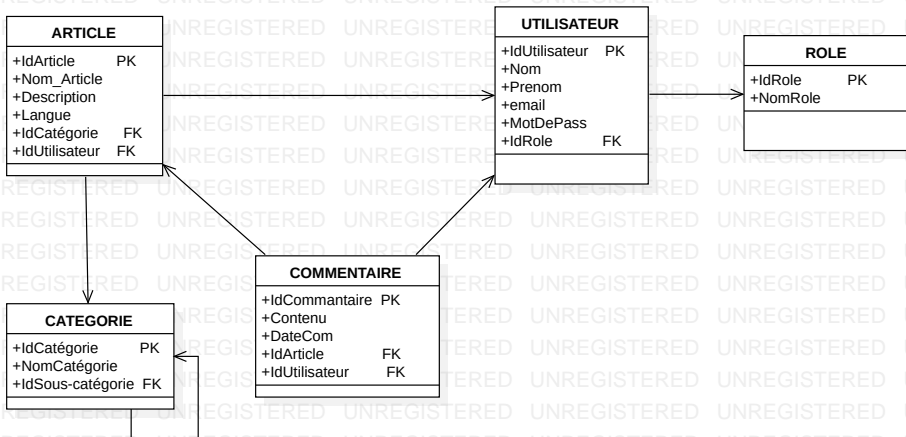 ARTICLE
+IdArticle PK
+Nom_Article
+Description
+Langue
+IdCatégorie FK
+IdUtilisateur FK
UTILISATEUR
+IdUtilisateur PK
+Nom
+Prenom
+email
+MotDePass
+IdRole FK
ROLE
+IdRole PK
+NomRole
COMMENTAIRE
+IdCommantaire PK
+Contenu
+DateCom
+IdArticle FK
+IdUtilisateur FK
CATEGORIE
+IdCatégorie PK
+NomCatégorie
+IdSous-catégorie FK
UNREGISTERED